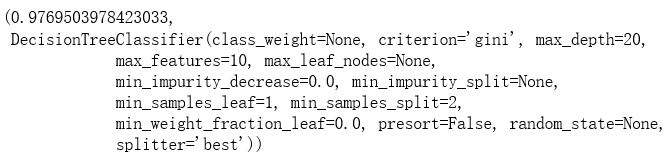 (0.9769503978423033,
DecisionTreeClassifier(class_weight=None, criterion='gini', max_depth=20,
max_features=10, max_leaf_nodes=None,
min_impurity_decrease=0.0, min_impurity_split=None,
min_samples_leaf=1, min_samples_split=2,
min_weight_fraction_leaf=0.0, presort=False, random_state=None,
splitter='best'))